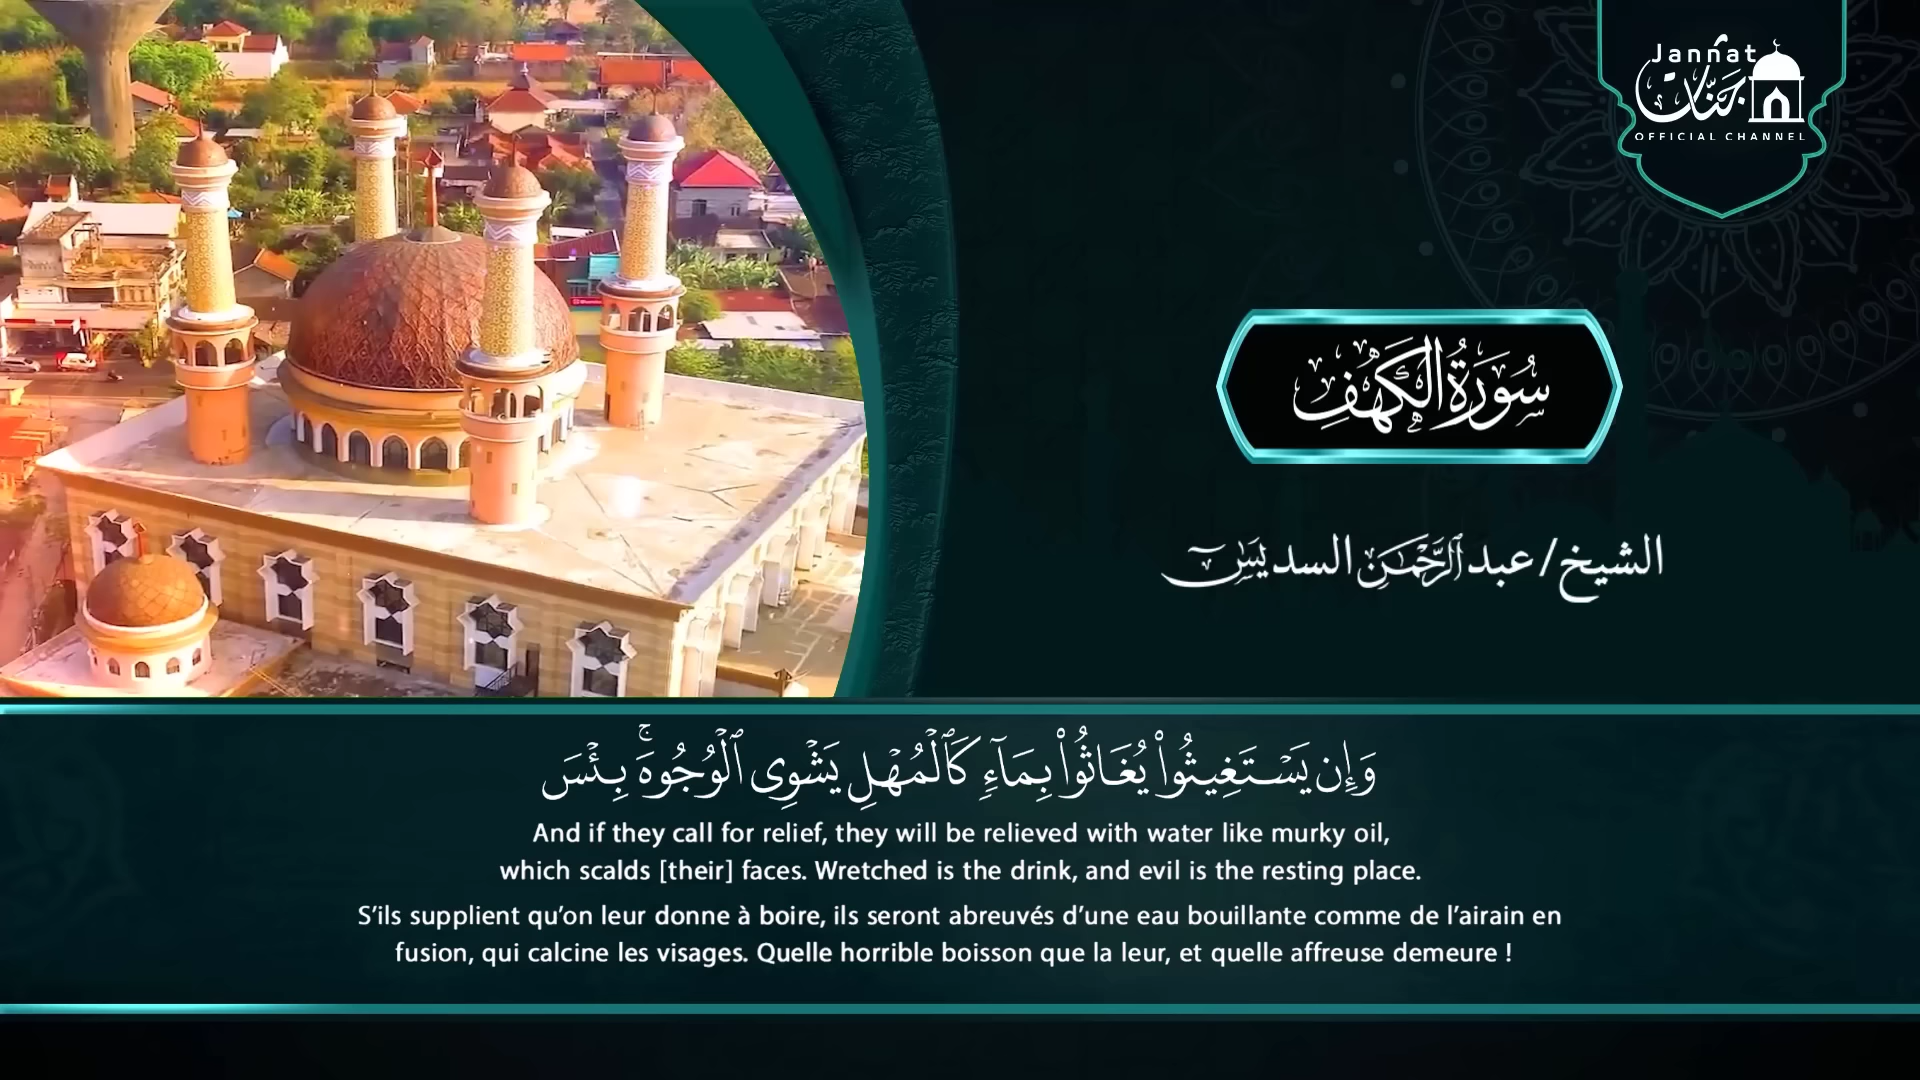 Jannat
جنّات
OFFICIAL CHANNEL
سُورَةُ الكَهْفِ
الشيخ / عبد الرَّحْمَٰن السديس
وَإِن يَسْتَغِيثُوا۟ يُغَاثُوا۟ بِمَآءٍ كَٱلْمُهْلِ يَشْوِى ٱلْوُجُوهَ ۚ بِئْسَ
And if they call for relief, they will be relieved with water like murky oil,
which scalds [their] faces. Wretched is the drink, and evil is the resting place.
S’ils supplient qu’on leur donne à boire, ils seront abreuvés d’une eau bouillante comme de l’airain en
fusion, qui calcine les visages. Quelle horrible boisson que la leur, et quelle affreuse demeure !